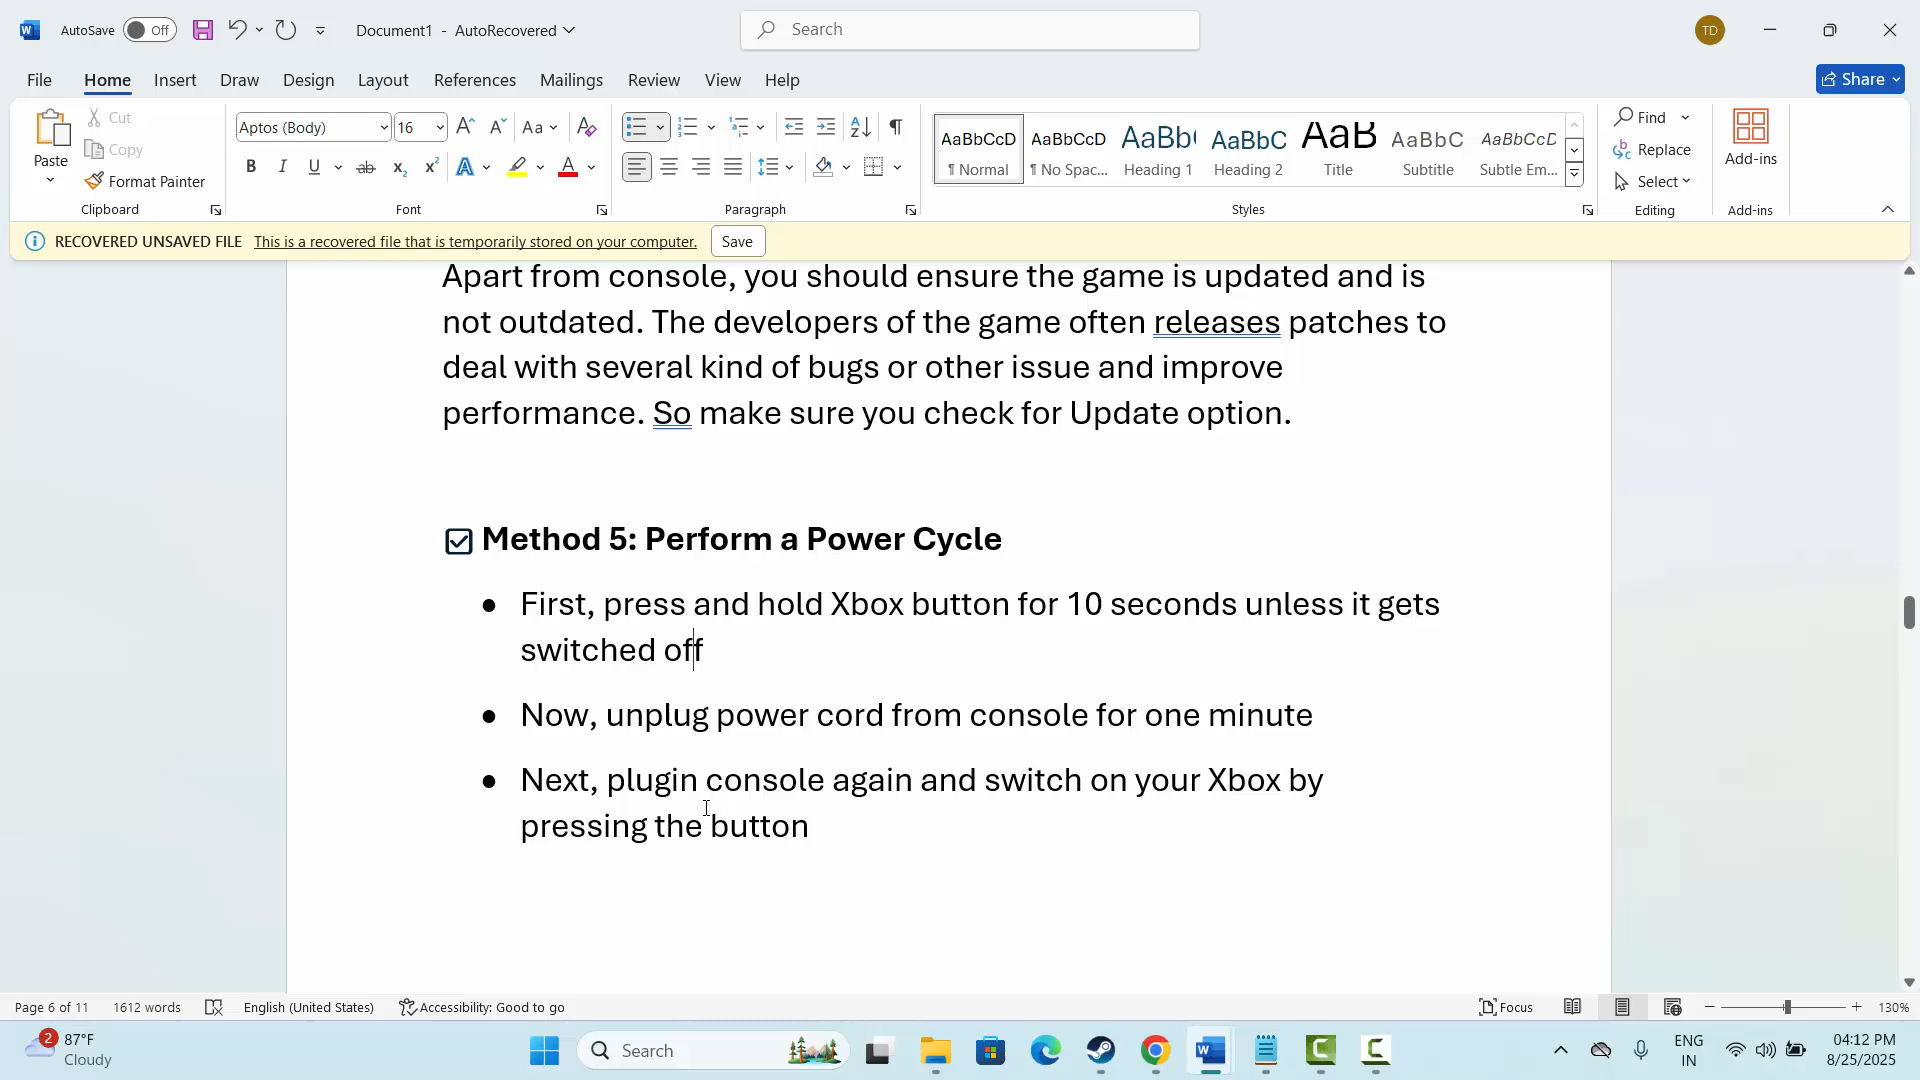 AutoSave Off Document1 - AutoRecovered Search TD
File Home Insert Draw Design Layout References Mailings Review View Help Share
Paste Cut Copy Format Painter
Aptos (Body) 16
AaBbCcD AaBbCcD AaBb( AaBbC AaB AaBbC AaBbCcD
¶ Normal ¶ No Spac... Heading 1 Heading 2 Title Subtitle Subtle Em...
Find Replace Select
Add-ins
Clipboard Font Paragraph Styles Editing Add-ins
RECOVERED UNSAVED FILE This is a recovered file that is temporarily stored on your computer. Save
Apart from console, you should ensure the game is updated and is
not outdated. The developers of the game often releases patches to
deal with several kind of bugs or other issue and improve
performance. So make sure you check for Update option.
Method 5: Perform a Power Cycle
● First, press and hold Xbox button for 10 seconds unless it gets
switched off
● Now, unplug power cord from console for one minute
● Next, plugin console again and switch on your Xbox by
pressing the button
Page 6 of 11 1612 words English (United States) Accessibility: Good to go Focus 130%
2 87°F
Cloudy
Search
ENG
IN
04:12 PM
8/25/2025